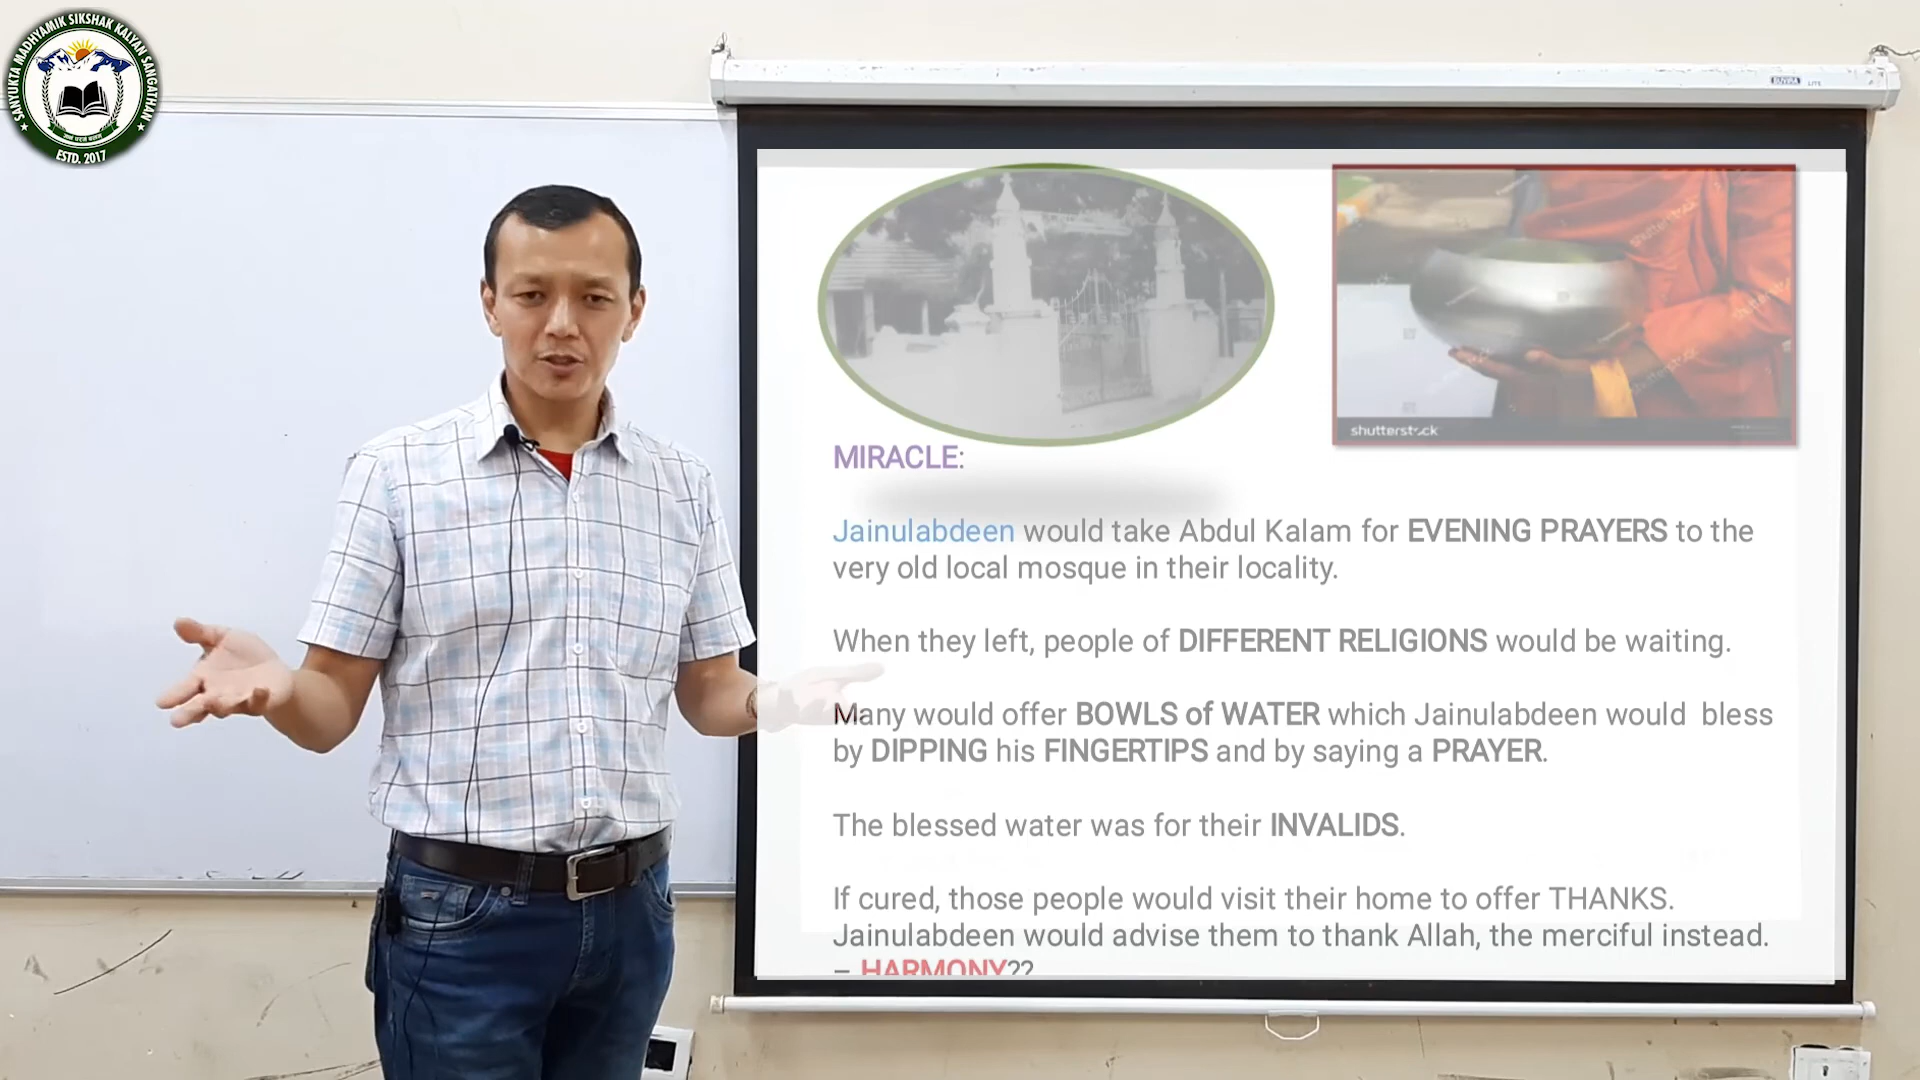 SANYUKTA MADHYAMIK SIKSHAK KALYAN SANGATHAN
ESTD. 2017
LITE
shutterstock
MIRACLE:
Jainulabdeen would take Abdul Kalam for EVENING PRAYERS to the
very old local mosque in their locality.
When they left, people of DIFFERENT RELIGIONS would be waiting.
Many would offer BOWLS of WATER which Jainulabdeen would bless
by DIPPING his FINGERTIPS and by saying a PRAYER.
The blessed water was for their INVALIDS.
If cured, those people would visit their home to offer THANKS.
Jainulabdeen would advise them to thank Allah, the merciful instead.
– HARMONY??